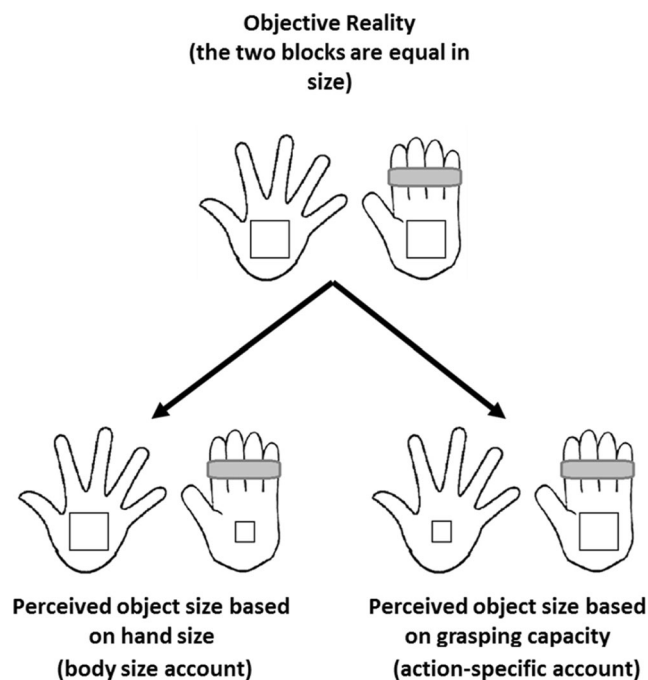 Objective Reality
(the two blocks are equal in
size)
Perceived object size based
on hand size
(body size account)
Perceived object size based
on grasping capacity
(action-specific account)